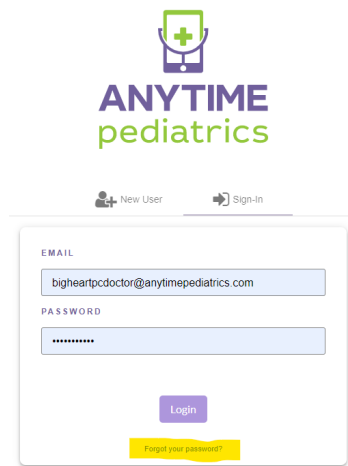 ANYTIME
pediatrics
New User
Sign-In
EMAIL
bigheartpcdoctor@anytimepediatrics.com
PASSWORD
•••••••••••
Login
Forgot your password?